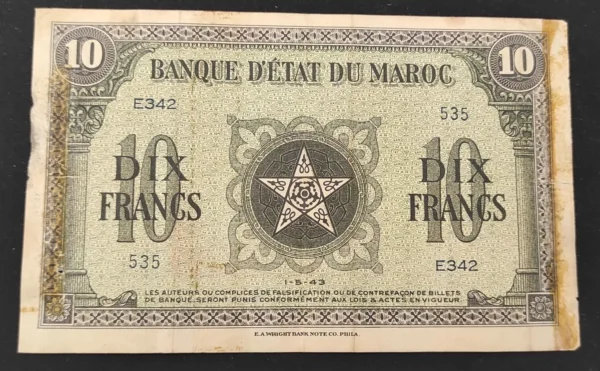 10 10
BANQUE D'ÉTAT DU MAROC
E342 535
10 10
DIX DIX
FRANCS FRANCS
535 E342
1-5-43
LES AUTEURS OU COMPLICES DE FALSIFICATION OU DE CONTREFAÇON DE BILLETS
DE BANQUE, SERONT PUNIS CONFORMÉMENT AUX LOIS & ACTES EN VIGUEUR
E.A.WRIGHT BANK NOTE CO. PHILA.